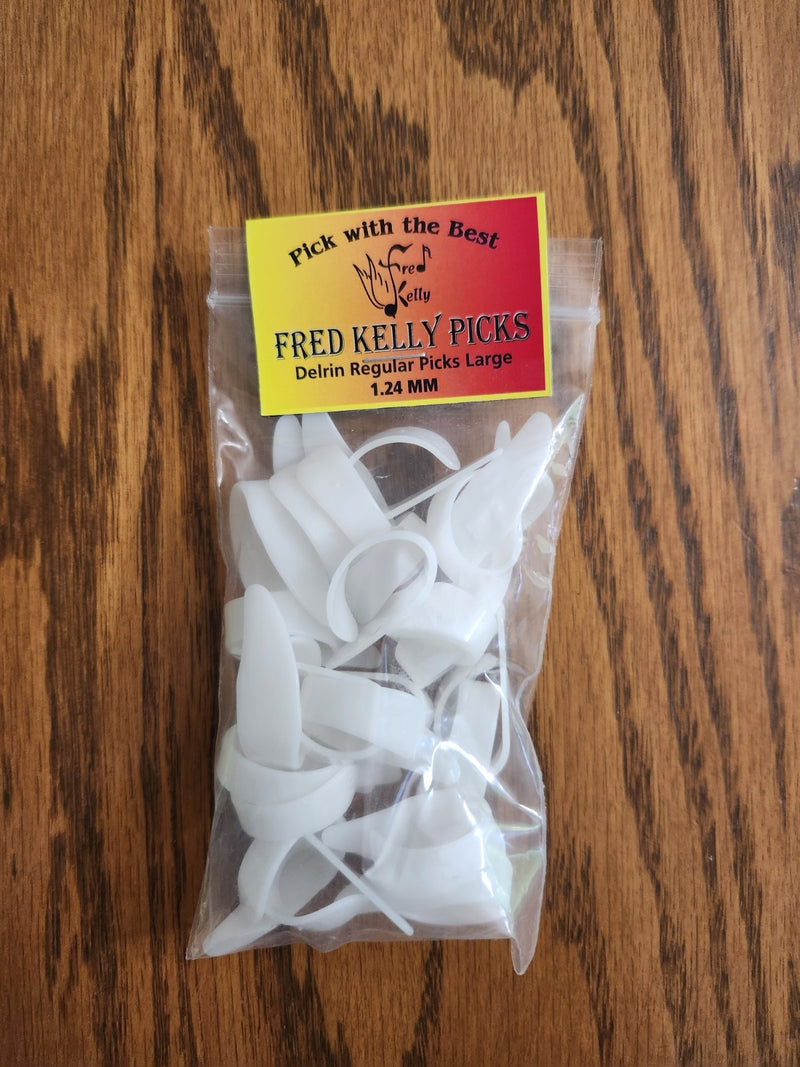 Pick with the Best
Fred
Kelly
FRED KELLY PICKS
Delrin Regular Picks Large
1.24 MM